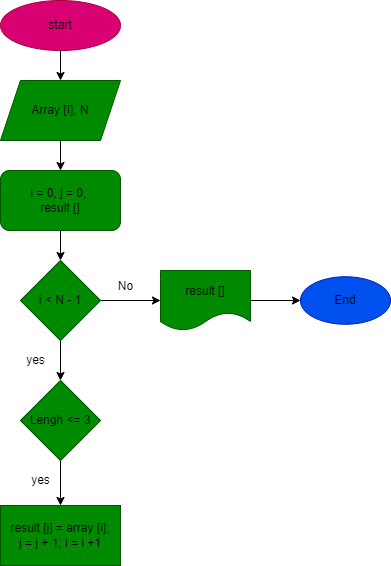 start
Array [I], N
i = 0, j = 0,
result []
i < N - 1
No
result []
End
yes
Lengh <= 3
yes
result [j] = array [i];
j = j + 1; i = i +1